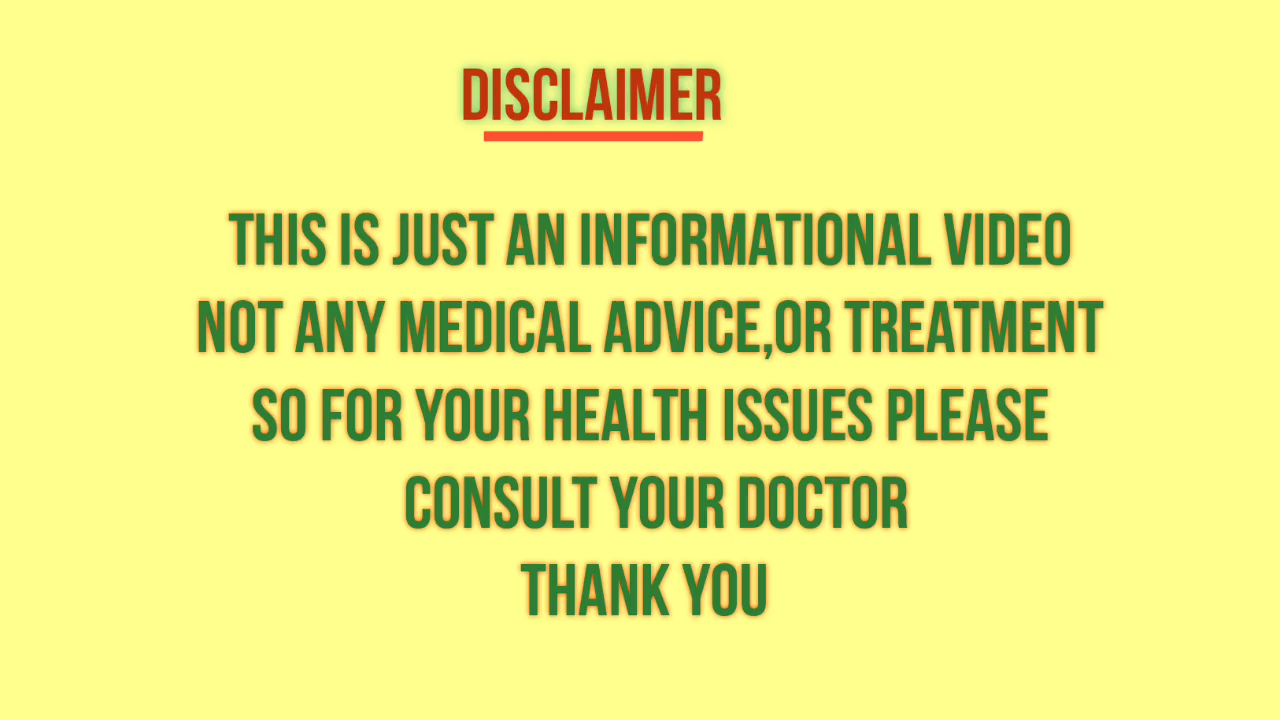 DISCLAIMER
THIS IS JUST AN INFORMATIONAL VIDEO
NOT ANY MEDICAL ADVICE,OR TREATMENT
SO FOR YOUR HEALTH ISSUES PLEASE
CONSULT YOUR DOCTOR
THANK YOU